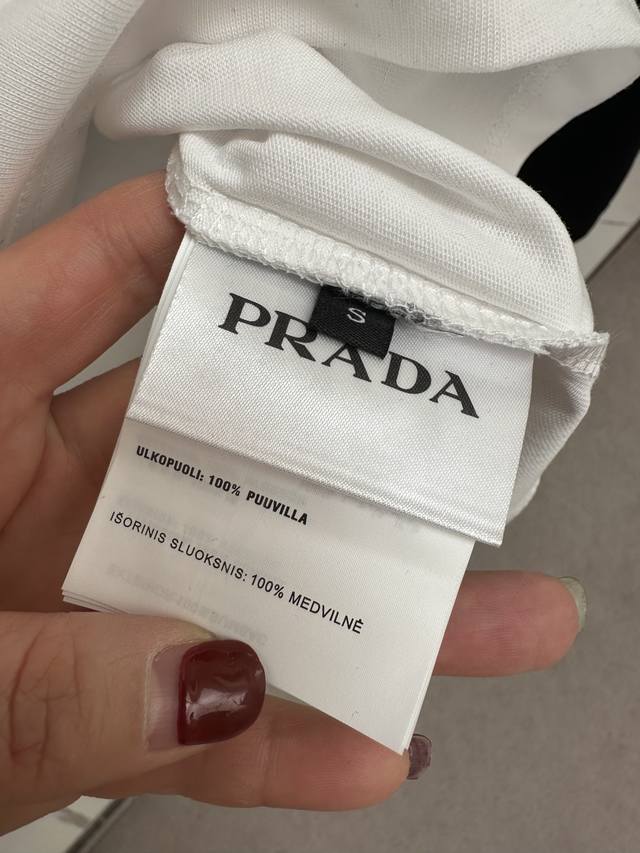 S
PRADA
ULKOPUOLI: 100% PUUVILLA
IŠORINIS SLUOKSNIS: 100% MEDVILNĖ